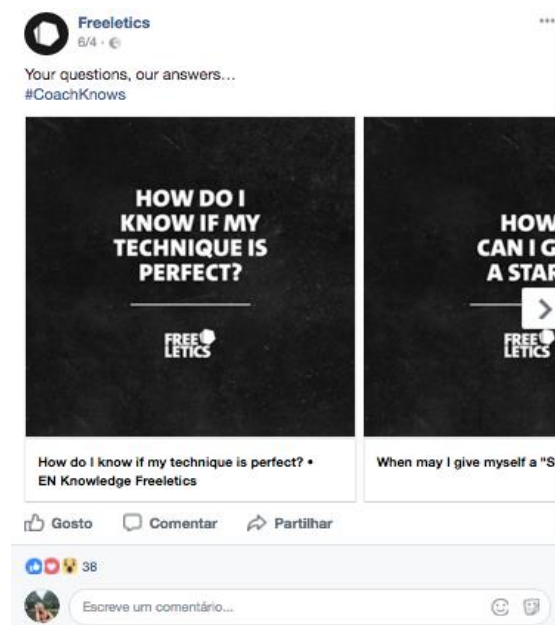 Freeletics
6/4 ·
Your questions, our answers...
#CoachKnows
HOW DO I
KNOW IF MY
TECHNIQUE IS
PERFECT?
FREE
LETICS
HOW
CAN I G
A STAR
FREE
LETICS
How do I know if my technique is perfect? •
EN Knowledge Freeletics
When may I give myself a "S
Gosto Comentar Partilhar
38
Escreve um comentário...